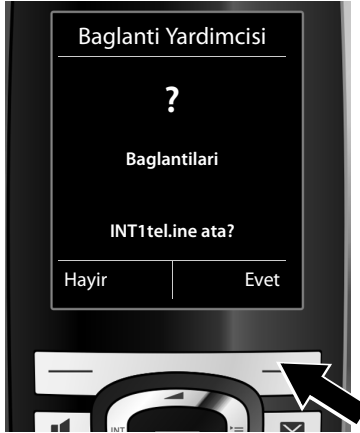 Baglanti Yardimcisi
?
Baglantilari
INT1tel.ine ata?
Hayir Evet
INT